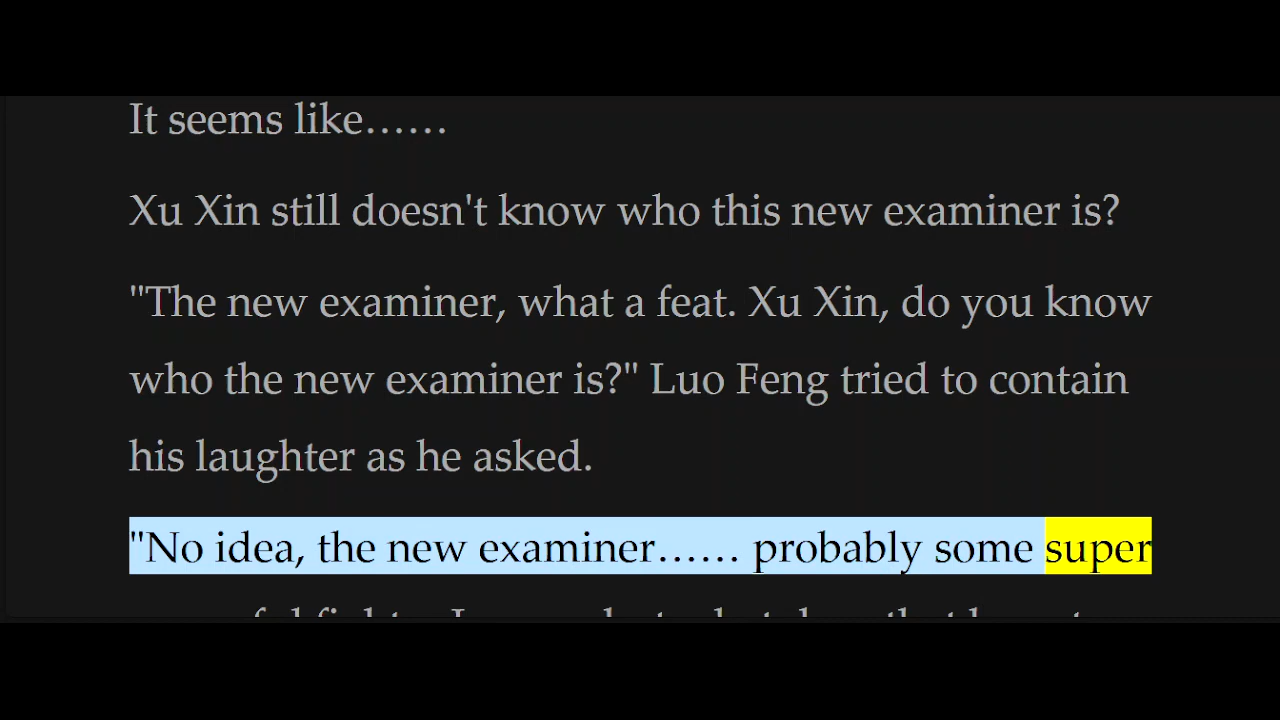 It seems like……
Xu Xin still doesn't know who this new examiner is?
"The new examiner, what a feat. Xu Xin, do you know
who the new examiner is?" Luo Feng tried to contain
his laughter as he asked.
"No idea, the new examiner…… probably some super